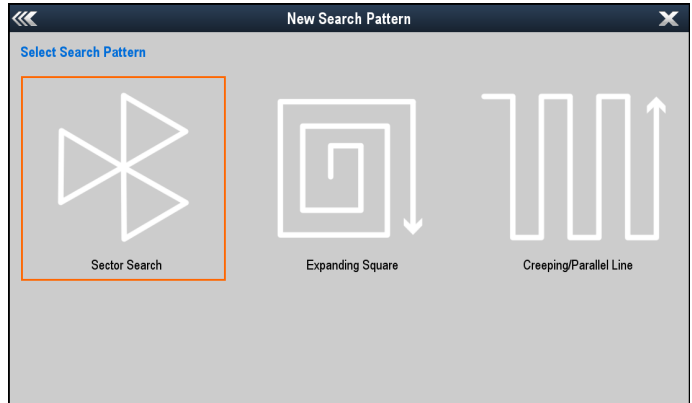 New Search Pattern
Select Search Pattern
Sector Search
Expanding Square
Creeping/Parallel Line